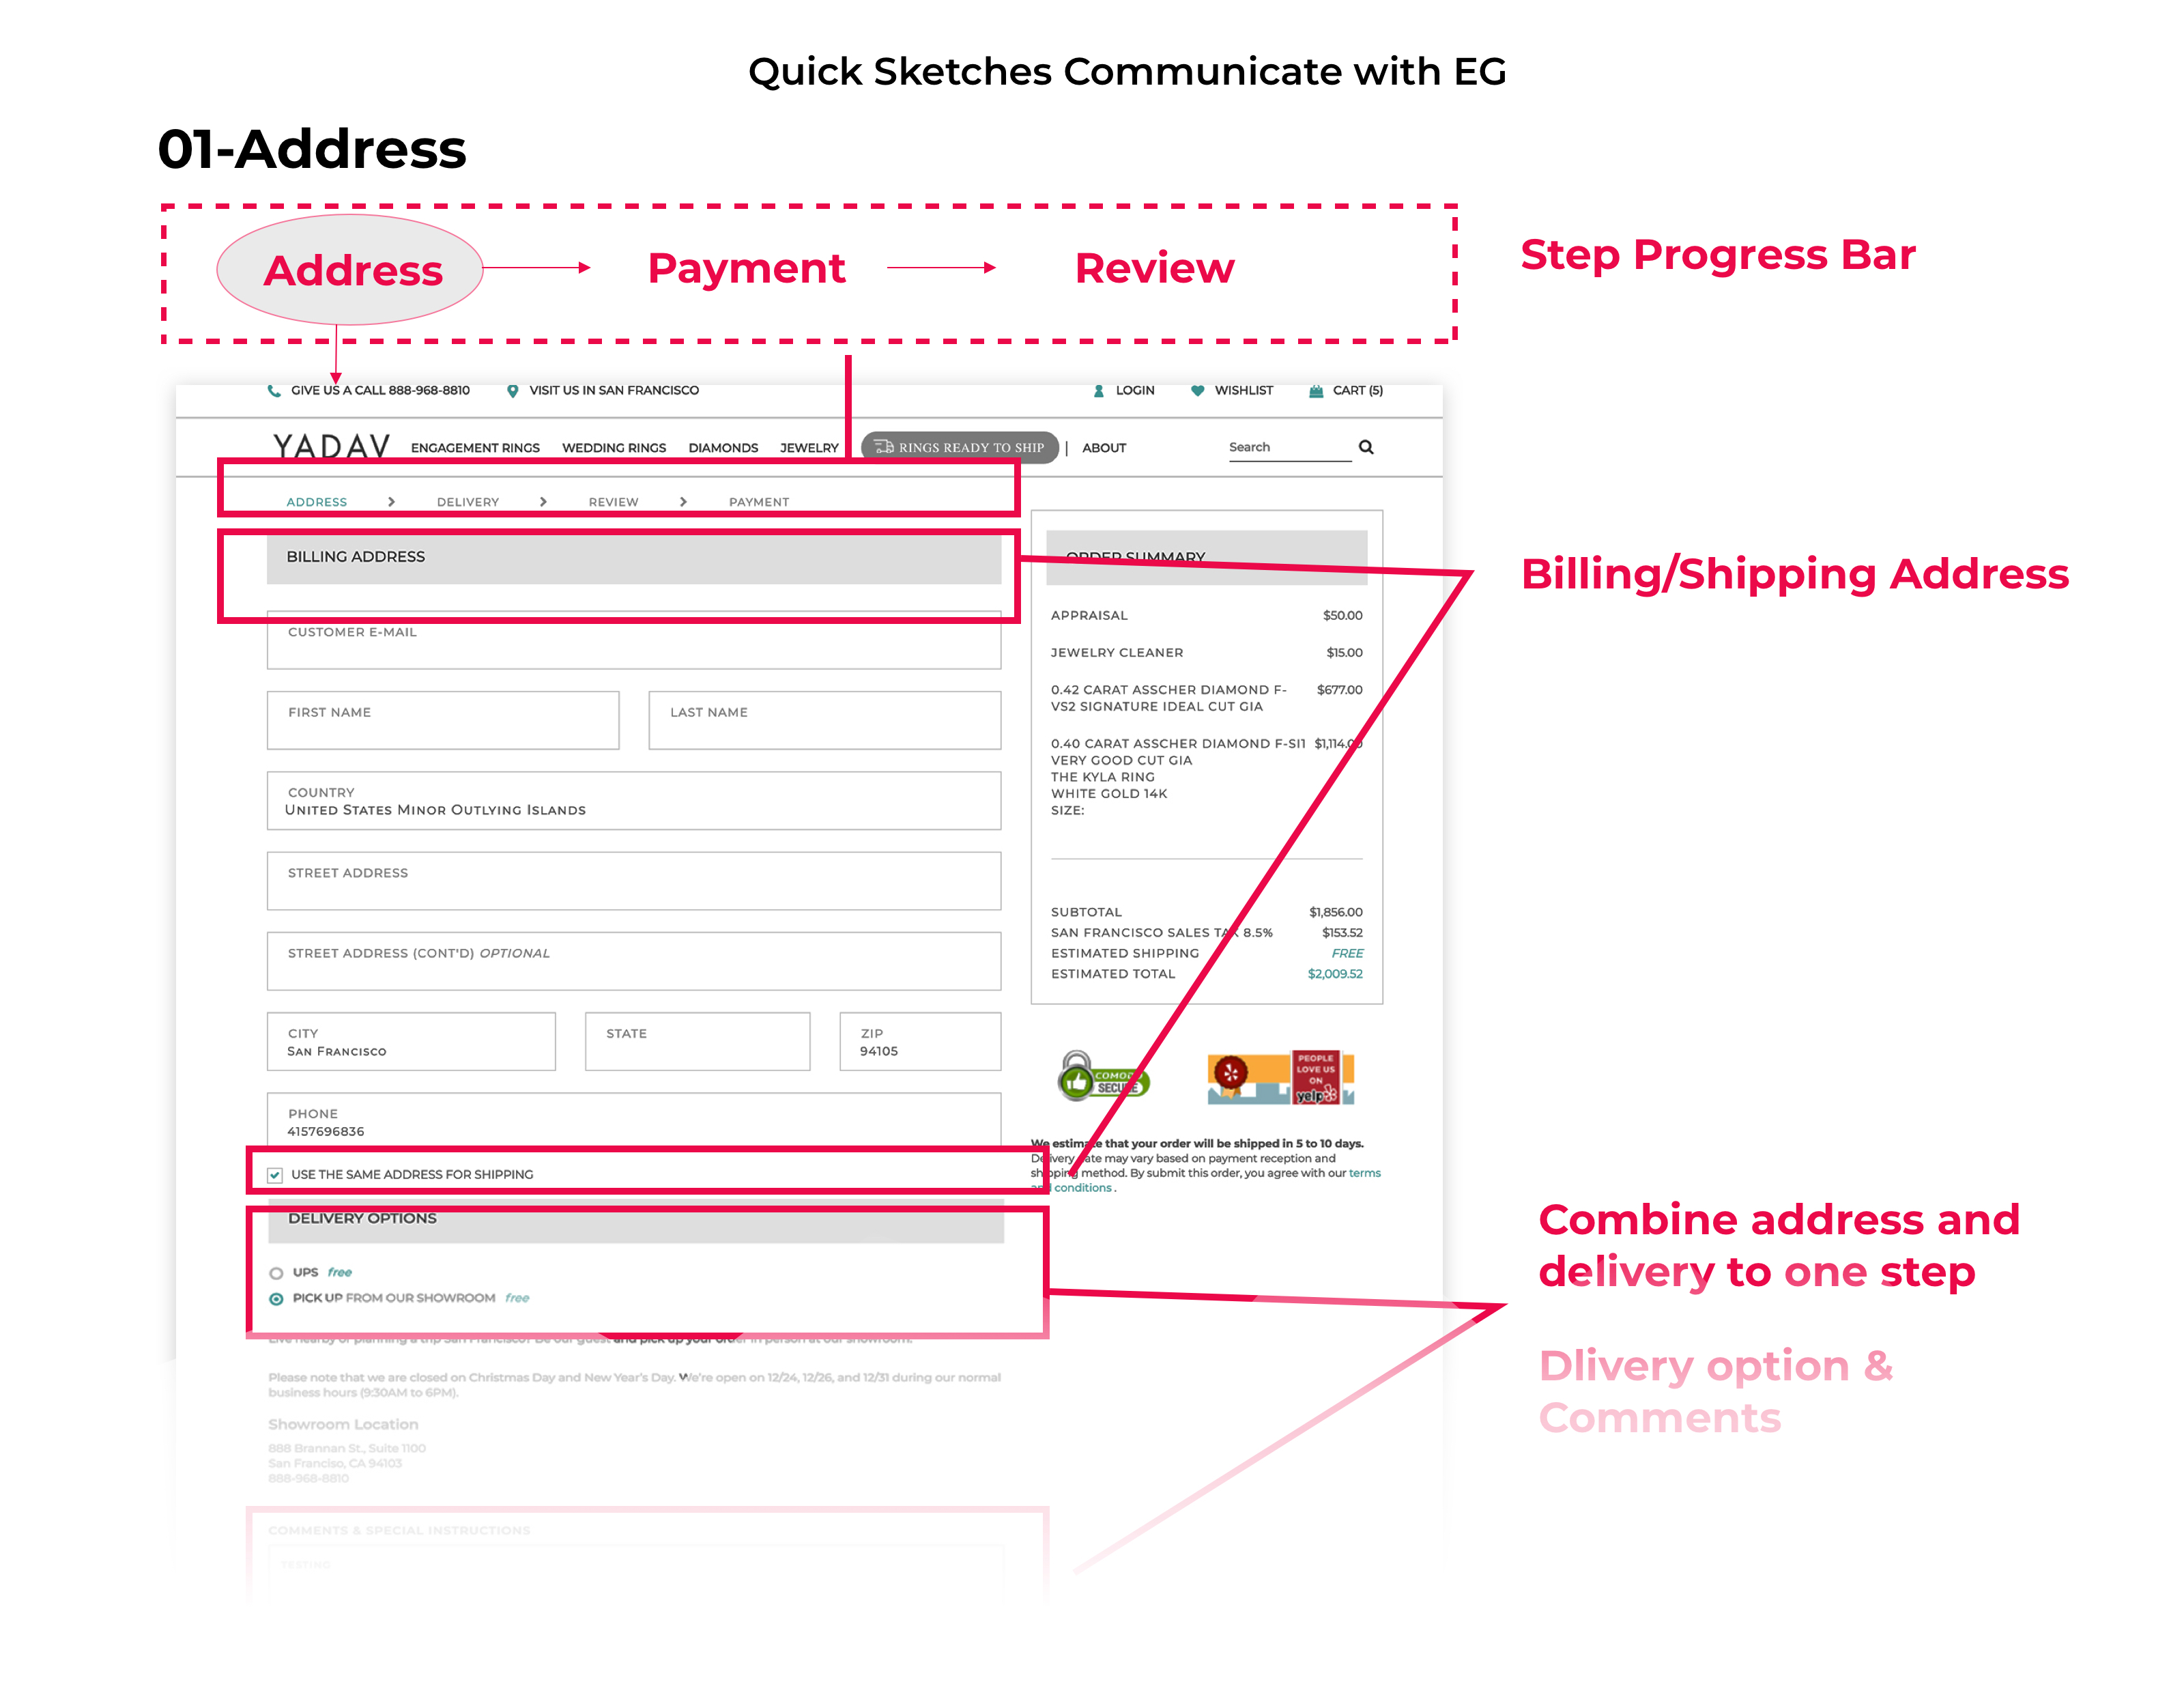 Quick Sketches Communicate with EG
01-Address
Address
Payment
Review
Step Progress Bar
GIVE US A CALL 888-968-8810
VISIT US IN SAN FRANCISCO
LOGIN
WISHLIST
CART (5)
YADAV
ENGAGEMENT RINGS
WEDDING RINGS
DIAMONDS
JEWELRY
RINGS READY TO SHIP
|
ABOUT
Search
ADDRESS
DELIVERY
REVIEW
PAYMENT
BILLING ADDRESS
CUSTOMER E-MAIL
FIRST NAME
LAST NAME
COUNTRY
UNITED STATES MINOR OUTLYING ISLANDS
STREET ADDRESS
STREET ADDRESS (CONT'D) OPTIONAL
CITY
SAN FRANCISCO
STATE
ZIP
94105
PHONE
4157696836
USE THE SAME ADDRESS FOR SHIPPING
DELIVERY OPTIONS
UPS free
PICK UP FROM OUR SHOWROOM free
Live nearby or planning a trip San Francisco? Be our guest and pick up your order in person at our showroom.
Please note that we are closed on Christmas Day and New Year's Day. We're open on 12/24, 12/26, and 12/31 during our normal
business hours (9:30AM to 6PM).
Showroom Location
888 Brannan St., Suite 1100
San Franciso, CA 94103
888-968-8810
COMMENTS & SPECIAL INSTRUCTIONS
TESTING
ORDER SUMMARY
APPRAISAL $50.00
JEWELRY CLEANER $15.00
0.42 CARAT ASSCHER DIAMOND F- $677.00
VS2 SIGNATURE IDEAL CUT GIA
0.40 CARAT ASSCHER DIAMOND F-SI1 $1,114.00
VERY GOOD CUT GIA
THE KYLA RING
WHITE GOLD 14K
SIZE:
SUBTOTAL $1,856.00
SAN FRANCISCO SALES TAX 8.5% $153.52
ESTIMATED SHIPPING FREE
ESTIMATED TOTAL $2,009.52
COMODO
SECURE
PEOPLE
LOVE US
ON
yelp
We estimate that your order will be shipped in 5 to 10 days.
Delivery date may vary based on payment reception and
shipping method. By submit this order, you agree with our terms
and conditions .
Billing/Shipping Address
Combine address and
delivery to one step
Dlivery option &
Comments